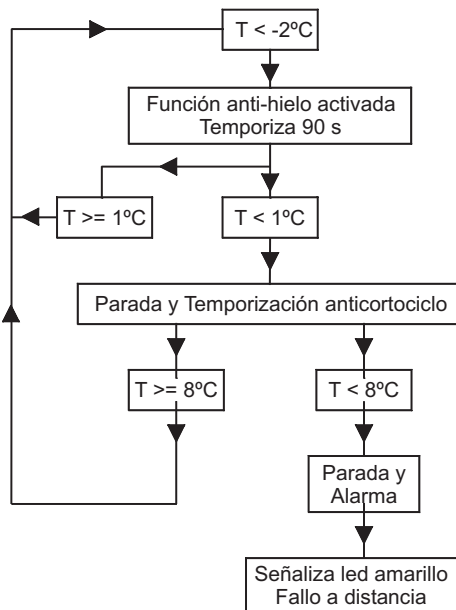 T < -2ºC
Función anti-hielo activada
Temporiza 90 s
T >= 1ºC
T < 1ºC
Parada y Temporización anticortociclo
T >= 8ºC
T < 8ºC
Parada y
Alarma
Señaliza led amarillo
Fallo a distancia